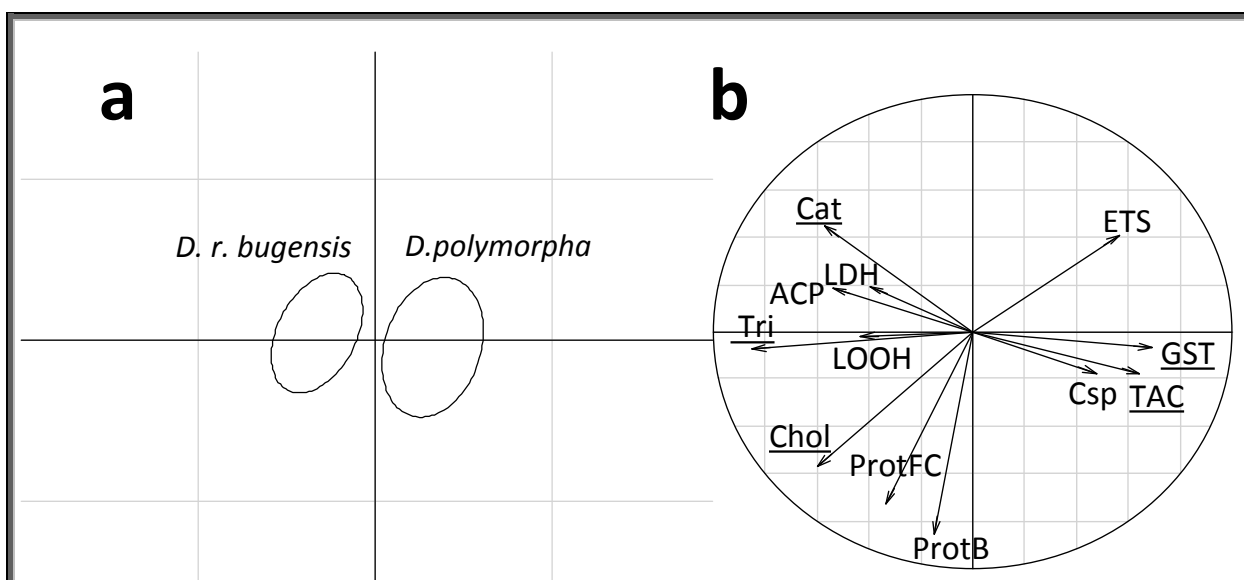 a
b
D. r. bugensis
D.polymorpha
Cat
ETS
LDH
ACP
Tri
LOOH
GST
Csp
TAC
Chol
ProtFC
ProtB